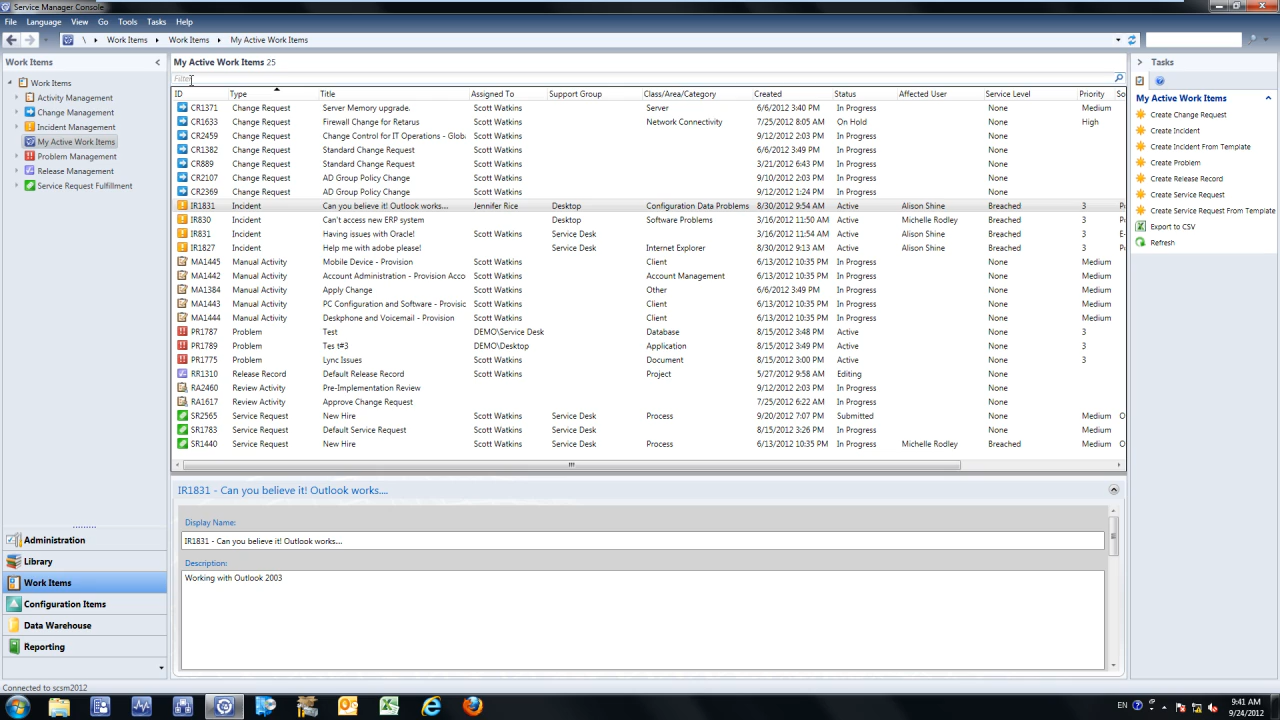 Service Manager Console
File Language View Go Tools Tasks Help
\ Work Items Work Items My Active Work Items
Work Items
Work Items
Activity Management
Change Management
Incident Management
My Active Work Items
Problem Management
Release Management
Service Request Fulfillment
Administration
Library
Work Items
Configuration Items
Data Warehouse
Reporting
My Active Work Items 25
Filter
ID Type Title Assigned To Support Group Class/Area/Category Created Status Affected User Service Level Priority So
CR1371 Change Request Server Memory upgrade. Scott Watkins Server 6/6/2012 3:40 PM In Progress None Medium
CR1633 Change Request Firewall Change for Retarus Scott Watkins Network Connectivity 7/25/2012 8:05 AM On Hold None High
CR2459 Change Request Change Control for IT Operations - Globa Scott Watkins 9/12/2012 2:03 PM In Progress None
CR1382 Change Request Standard Change Request Scott Watkins 6/6/2012 3:49 PM In Progress None
CR889 Change Request Standard Change Request Scott Watkins 3/21/2012 6:43 PM In Progress None
CR2107 Change Request AD Group Policy Change Scott Watkins 9/10/2012 2:03 PM In Progress None
CR2369 Change Request AD Group Policy Change Scott Watkins 9/12/2012 1:24 PM In Progress None
IR1831 Incident Can you believe it! Outlook works... Jennifer Rice Desktop Configuration Data Problems 8/30/2012 9:54 AM Active Alison Shine Breached 3
IR830 Incident Can't access new ERP system Desktop Software Problems 3/16/2012 11:50 AM Active Michelle Rodley Breached 3
IR831 Incident Having issues with Oracle! Scott Watkins Service Desk 3/16/2012 11:54 AM Active Alison Shine Breached 3 E-
IR1827 Incident Help me with adobe please! Service Desk Internet Explorer 8/30/2012 9:13 AM Active Alison Shine Breached 3
MA1445 Manual Activity Mobile Device - Provision Scott Watkins Client 6/13/2012 10:35 PM In Progress None Medium
MA1442 Manual Activity Account Administration - Provision Acco Scott Watkins Account Management 6/13/2012 10:35 PM In Progress None Medium
MA1384 Manual Activity Apply Change Scott Watkins Other 6/6/2012 3:49 PM In Progress None Medium
MA1443 Manual Activity PC Configuration and Software - Provisic Scott Watkins Client 6/13/2012 10:35 PM In Progress None Medium
MA1444 Manual Activity Deskphone and Voicemail - Provision Scott Watkins Client 6/13/2012 10:35 PM In Progress None Medium
PR1787 Problem Test DEMO\Service Desk Database 8/15/2012 3:48 PM Active None 3
PR1789 Problem Tes t#3 DEMO\Desktop Application 8/15/2012 3:49 PM Active None 3
PR1775 Problem Lync Issues Scott Watkins Document 8/15/2012 3:00 PM Active None 3
RR1310 Release Record Default Release Record Scott Watkins Project 5/27/2012 9:58 AM Editing None
RA2460 Review Activity Pre-Implementation Review 9/12/2012 2:03 PM In Progress None
RA1617 Review Activity Approve Change Request 7/25/2012 6:22 AM In Progress None
SR2565 Service Request New Hire Scott Watkins Service Desk Process 9/20/2012 7:07 PM Submitted None Medium O
SR1783 Service Request Default Service Request Scott Watkins Service Desk 8/15/2012 3:26 PM In Progress None
SR1440 Service Request New Hire Scott Watkins Service Desk Process 6/13/2012 10:35 PM In Progress Michelle Rodley Breached Medium O
IR1831 - Can you believe it! Outlook works....
Display Name:
IR1831 - Can you believe it! Outlook works...
Description:
Working with Outlook 2003
Tasks
My Active Work Items
Create Change Request
Create Incident
Create Incident From Template
Create Problem
Create Release Record
Create Service Request
Create Service Request From Template
Export to CSV
Refresh
Connected to scsm2012
EN
9:41 AM
9/24/2012